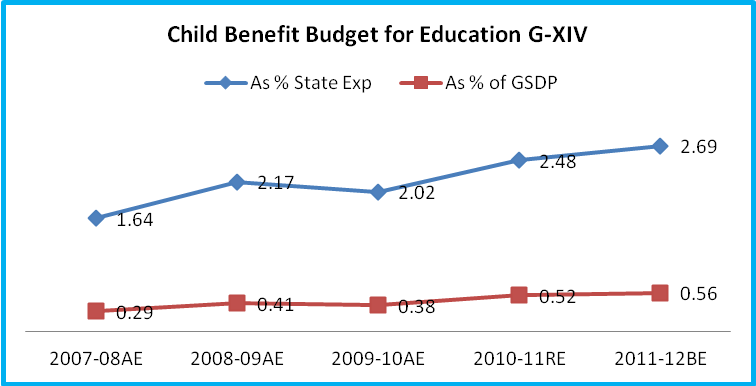 Child Benefit Budget for Education G-XIV
As % State Exp As % of GSDP
2.69
2.48
2.17
2.02
1.64
0.29 0.41 0.38 0.52 0.56
2007-08AE 2008-09AE 2009-10AE 2010-11RE 2011-12BE